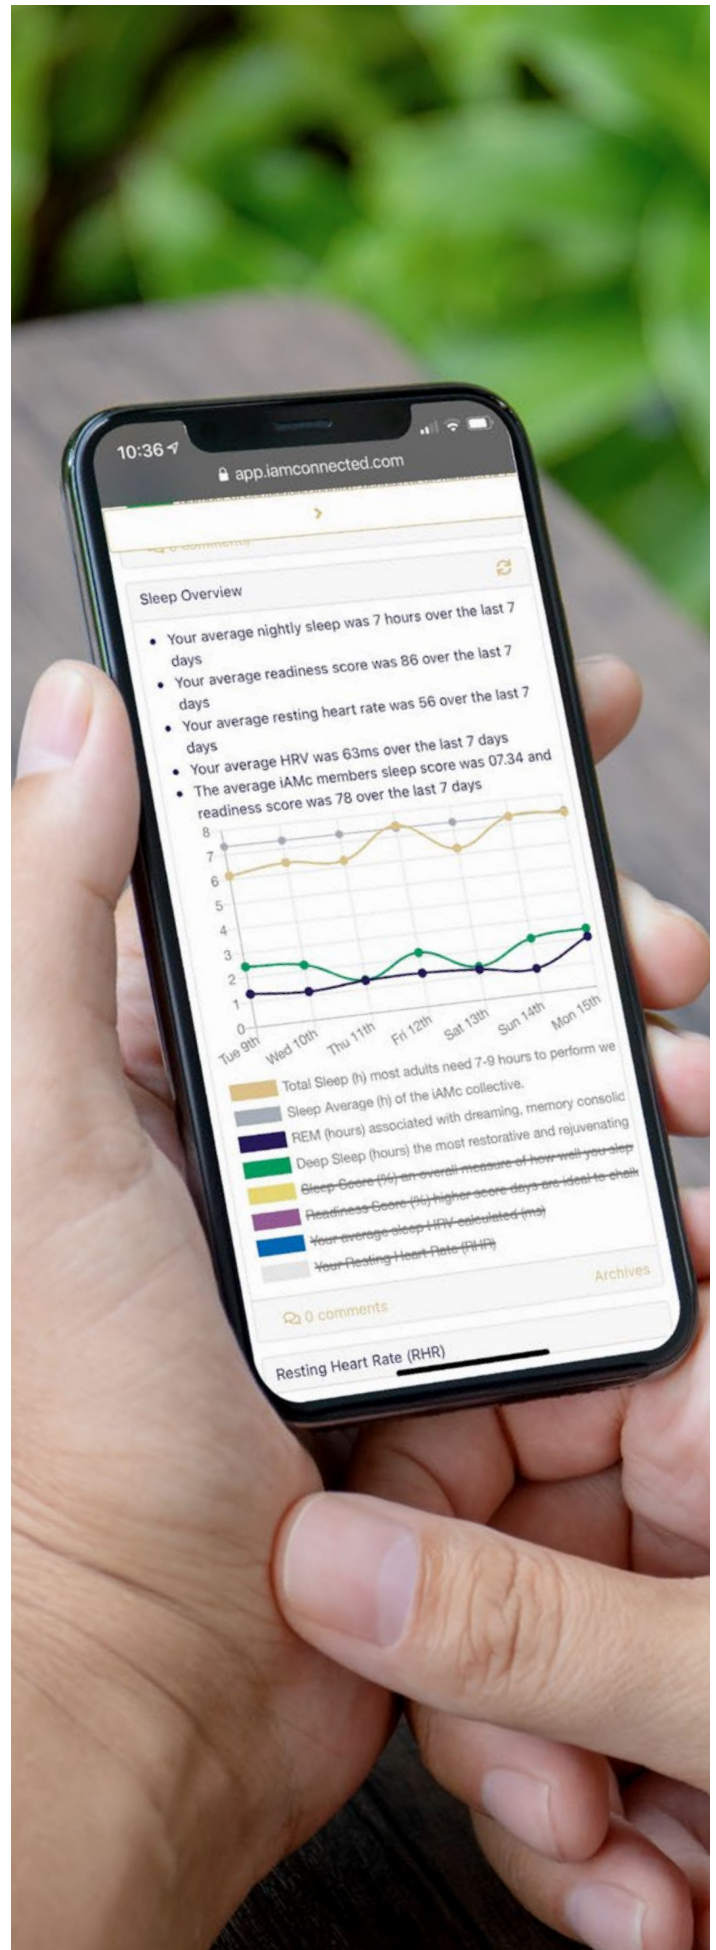 10:36
app.iamconnected.com
0 comments
Sleep Overview
Your average nightly sleep was 7 hours over the last 7
days
Your average readiness score was 86 over the last 7
days
Your average resting heart rate was 56 over the last 7
days
Your average HRV was 63ms over the last 7 days
The average iAMc members sleep score was 07.34 and
readiness score was 78 over the last 7 days
8
7
6
5
4
3
2
1
0
Tue 9th Wed 10th Thu 11th Fri 12th Sat 13th Sun 14th Mon 15th
Total Sleep (h) most adults need 7-9 hours to perform we
Sleep Average (h) of the iAMc collective.
REM (hours) associated with dreaming, memory consolid
Deep Sleep (hours) the most restorative and rejuvenating
Sleep Score (%) an overall measure of how well you slep
Readiness Score (%) higher score days are ideal to chall
Your average sleep HRV calculated (ms)
Your Resting Heart Rate (RHR)
0 comments Archives
Resting Heart Rate (RHR)